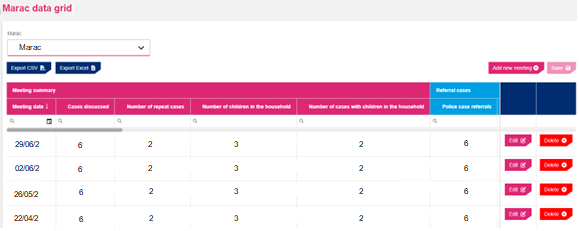 Marac data grid
Marac
Marac
Export CSV Export Excel Add new meeting Save
Meeting summary Referral cases
Meeting date Cases discussed Number of repeat cases Number of children in the household Number of cases with children in the household Police case referrals
29/06/2 6 2 3 2 6 Edit Delete
02/06/2 6 2 3 2 6 Edit Delete
26/05/2 6 2 3 2 6 Edit Delete
22/04/2 6 2 3 2 6 Edit Delete